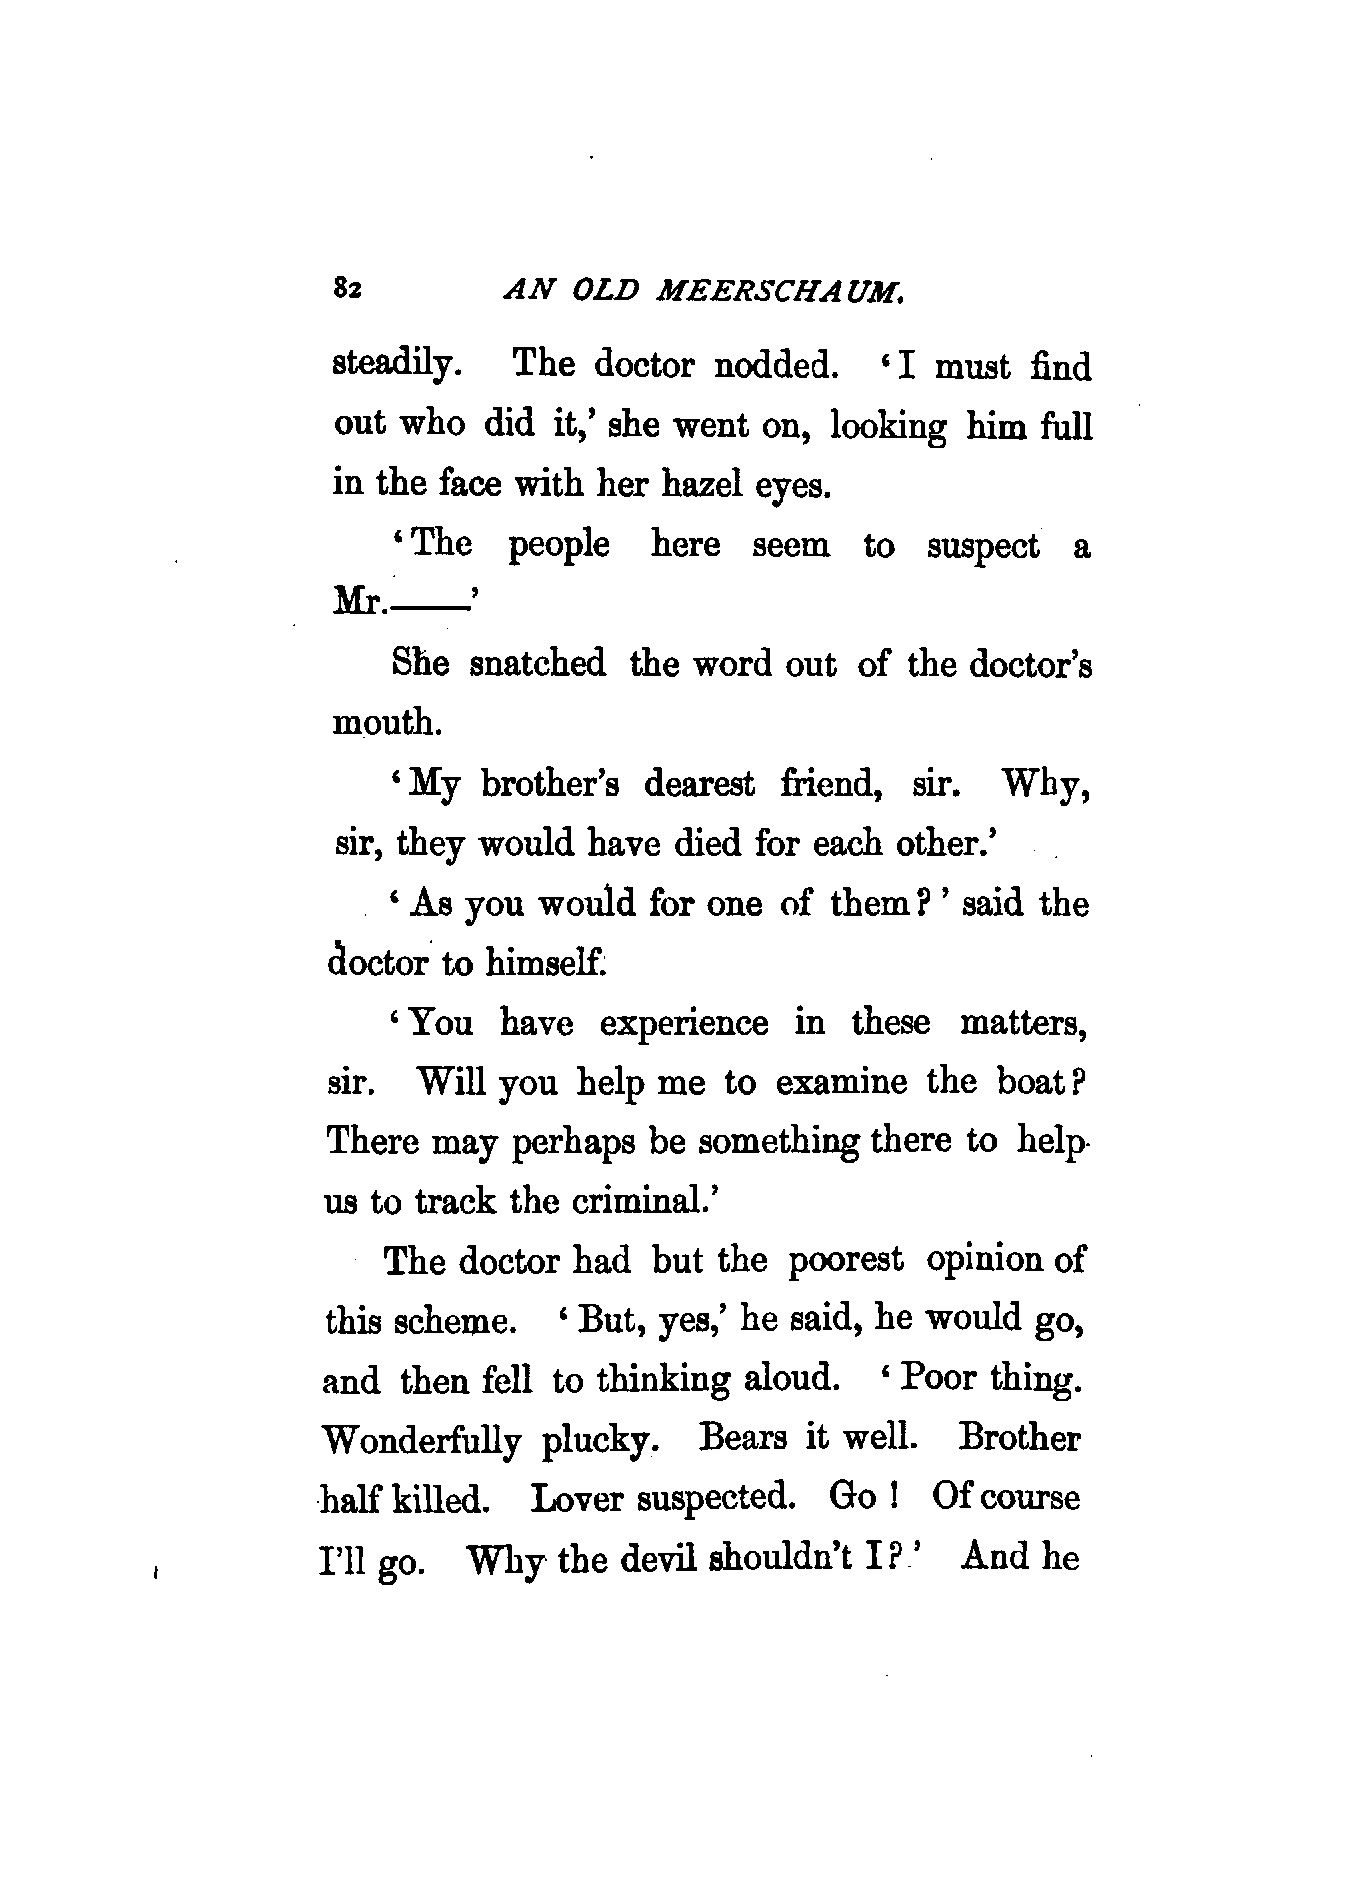 82 AN OLD MEERSCHAUM.
steadily. The doctor nodded. ‘I must find
out who did it,’ she went on, looking him full
in the face with her hazel eyes.
‘The people here seem to suspect a
Mr.——’
She snatched the word out of the doctor’s
mouth.
‘My brother’s dearest friend, sir. Why,
sir, they would have died for each other.’
‘As you would for one of them?’ said the
doctor to himself.
‘You have experience in these matters,
sir. Will you help me to examine the boat?
There may perhaps be something there to help
us to track the criminal.’
The doctor had but the poorest opinion of
this scheme. ‘But, yes,’ he said, he would go,
and then fell to thinking aloud. ‘Poor thing.
Wonderfully plucky. Bears it well. Brother
half killed. Lover suspected. Go! Of course
I’ll go. Why the devil shouldn’t I?’ And he